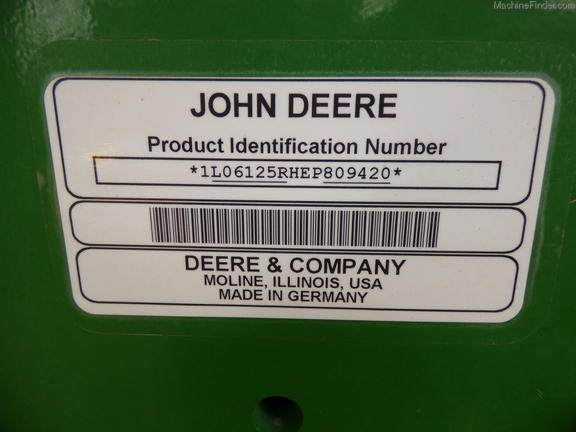 MachineFinder.com
JOHN DEERE
Product Identification Number
*1L06125RHEP809420*
DEERE & COMPANY
MOLINE, ILLINOIS, USA
MADE IN GERMANY